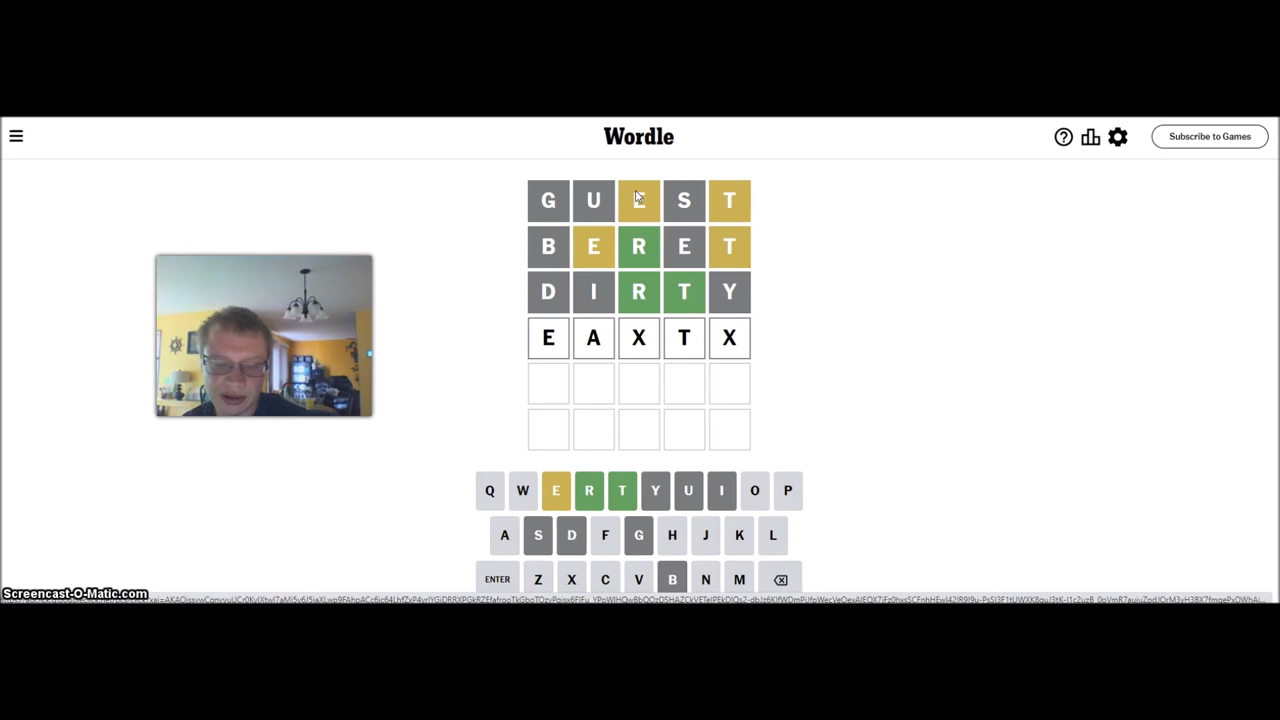 Wordle
Subscribe to Games
G U E S T
B E R E T
D I R T Y
E A X T X
Q W E R T Y U I O P
A S D F G H J K L
ENTER Z X C V B N M
Screencast-O-Matic.com